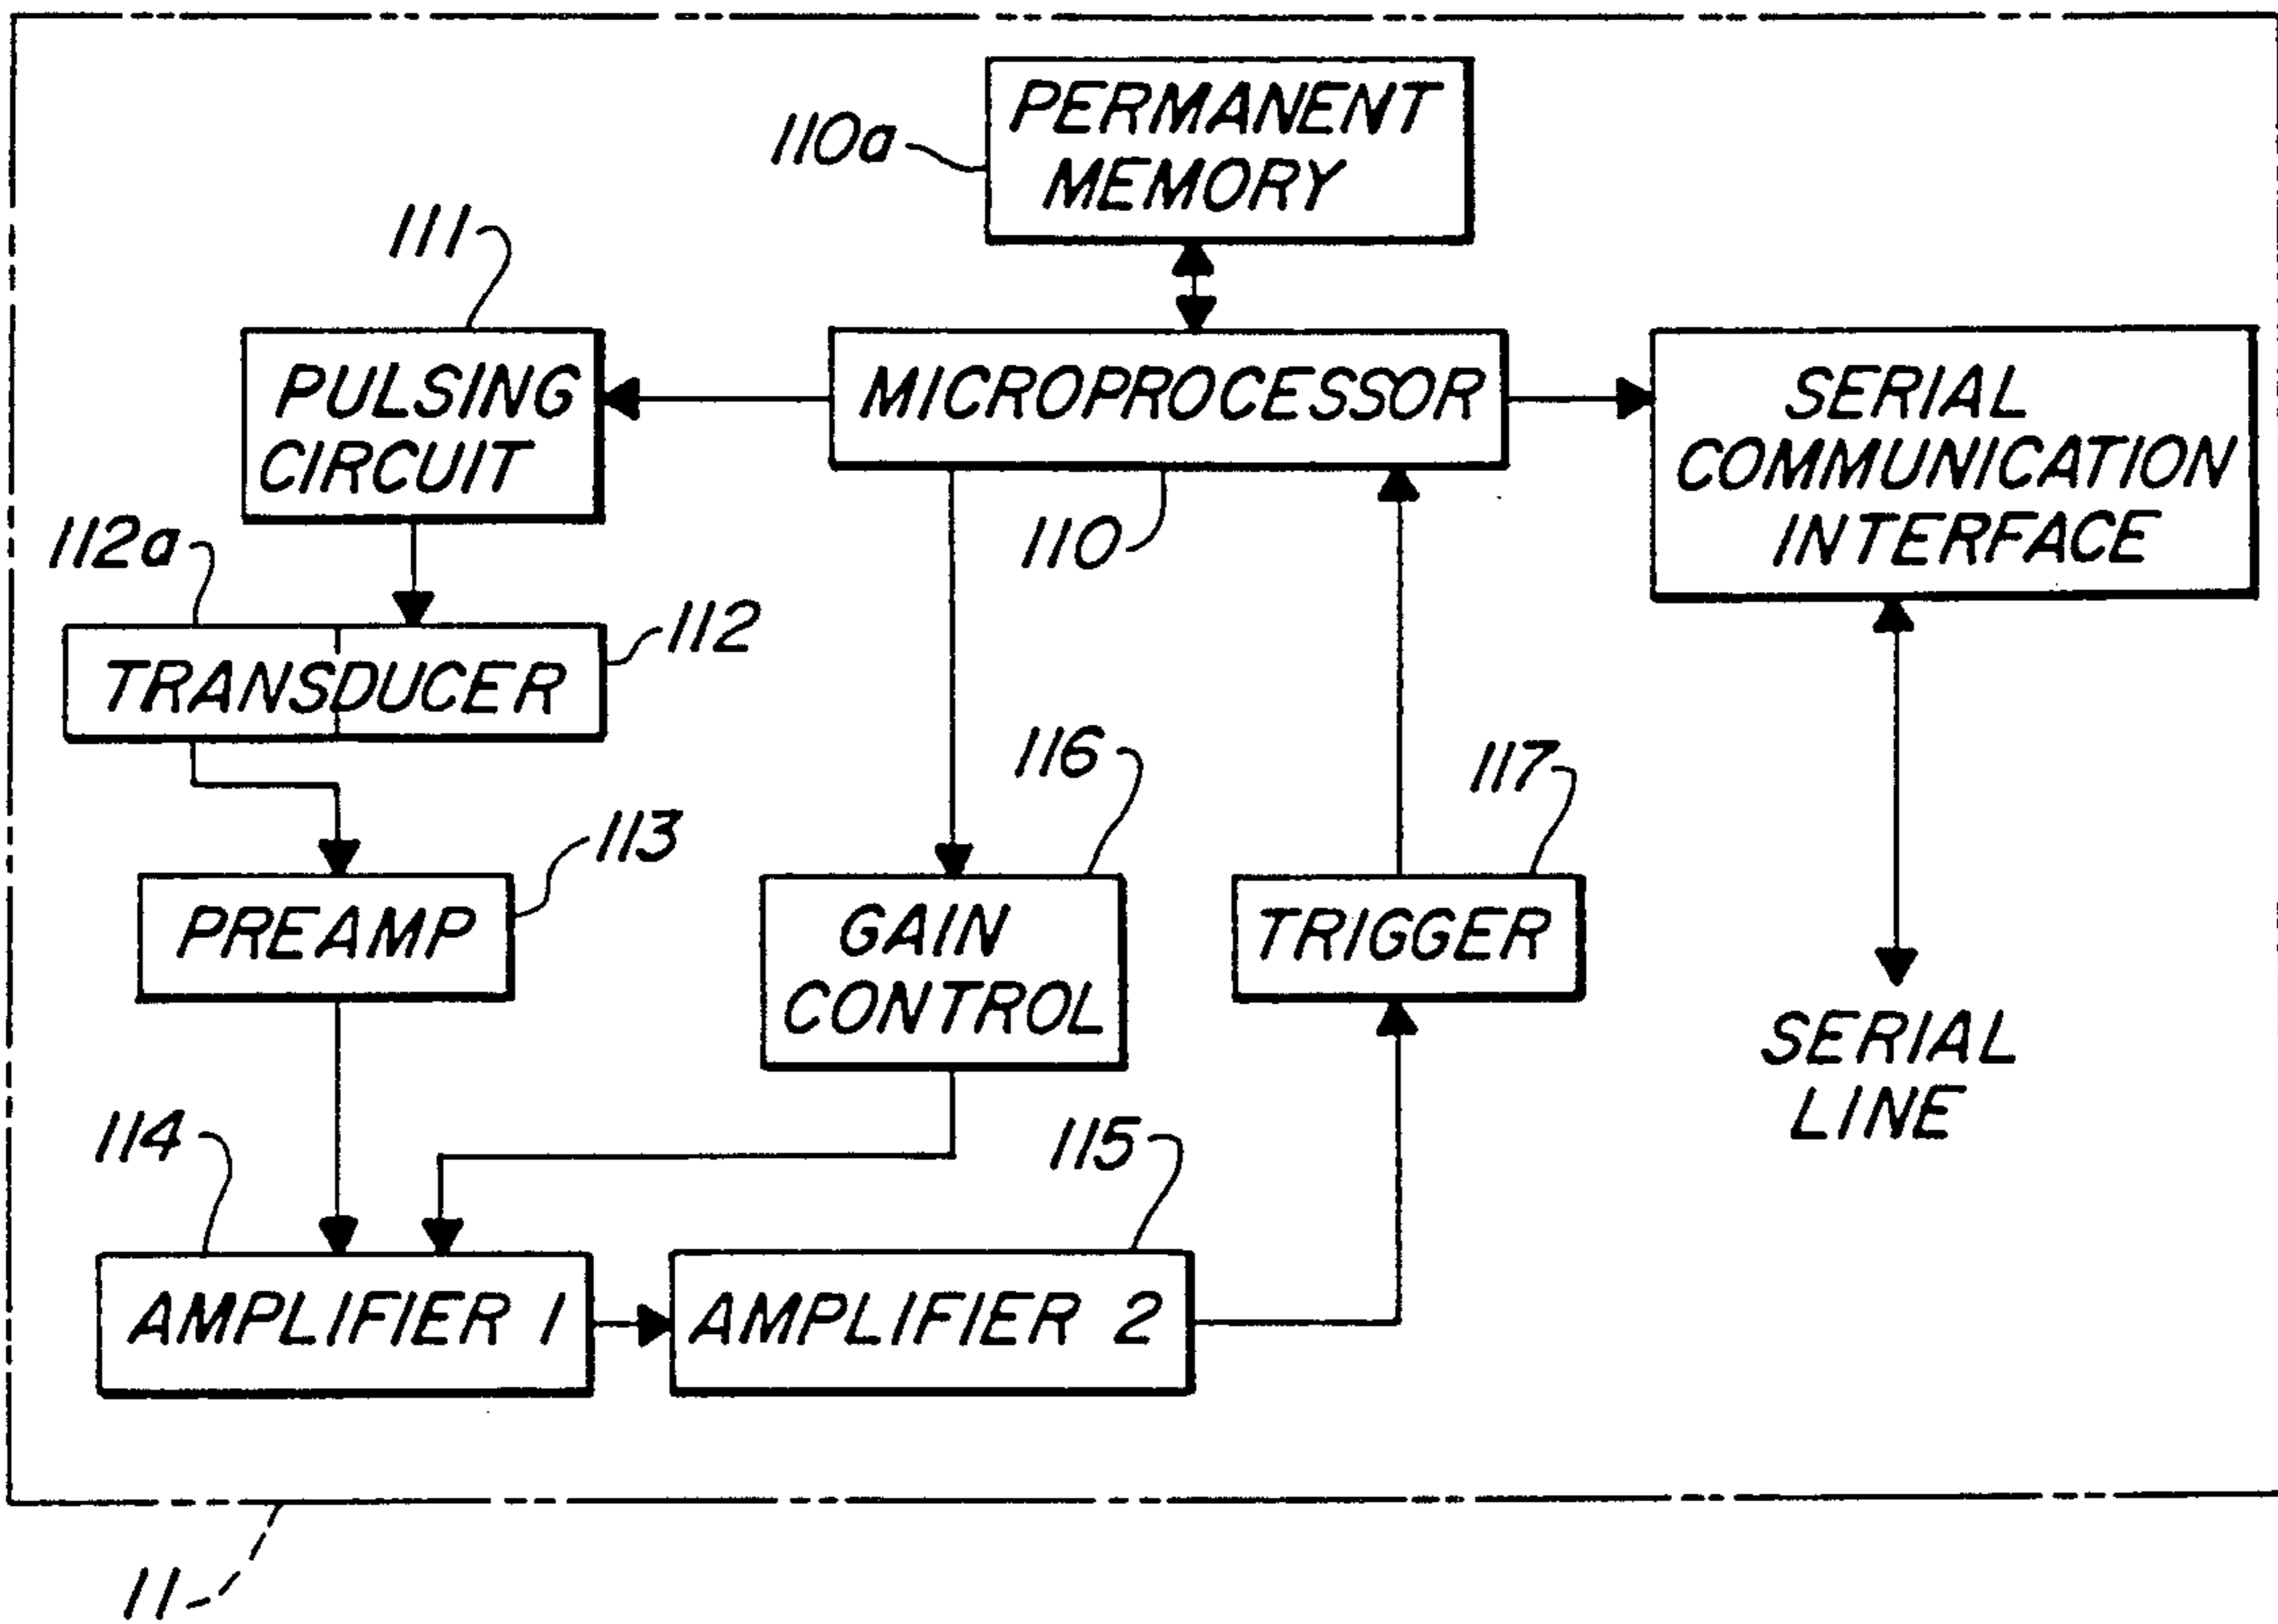 PERMANENT
MEMORY
110a
111
PULSING
CIRCUIT
MICROPROCESSOR
SERIAL
COMMUNICATION
INTERFACE
110
112a
112
TRANSDUCER
116
117
113
PREAMP
GAIN
CONTROL
TRIGGER
SERIAL
LINE
114
115
AMPLIFIER 1
AMPLIFIER 2
11